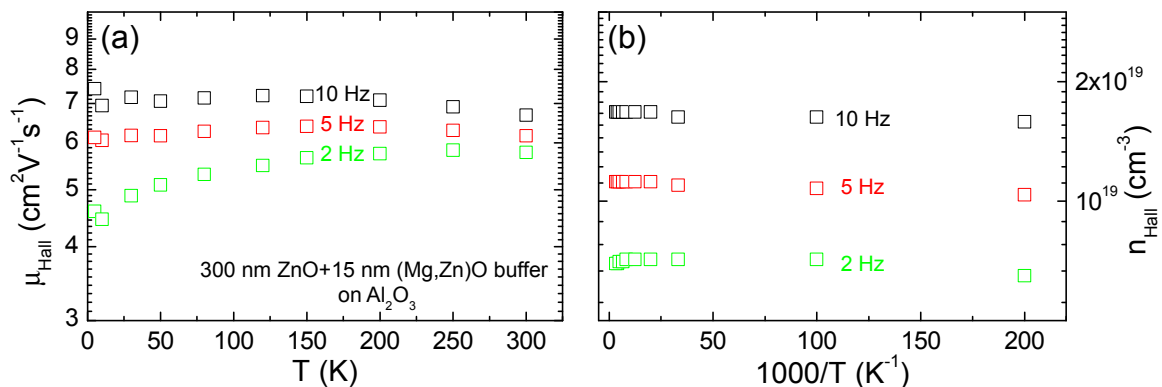 (a)
9
8
7
6
5
4
3
μHall (cm²V⁻¹s⁻¹)
10 Hz
5 Hz
2 Hz
300 nm ZnO+15 nm (Mg,Zn)O buffer
on Al₂O₃
0 50 100 150 200 250 300
T (K)
(b)
10 Hz
5 Hz
2 Hz
2x10¹⁹
10¹⁹
nHall (cm⁻³)
0 50 100 150 200
1000/T (K⁻¹)